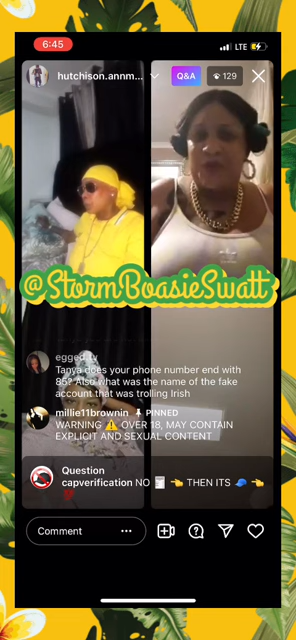 6:45
LTE
hutchison.annm...
Q&A
129
@StormBoasieSwatt
egged.tv
Tanya does your phone number end with
85? Also what was the name of the fake
account that was trolling Irish
millie11brownin PINNED
WARNING ⚠️ OVER 18, MAY CONTAIN
EXPLICIT AND SEXUAL CONTENT
Question
capverification NO 🧾 👈 THEN ITS 🧢 👈
Comment